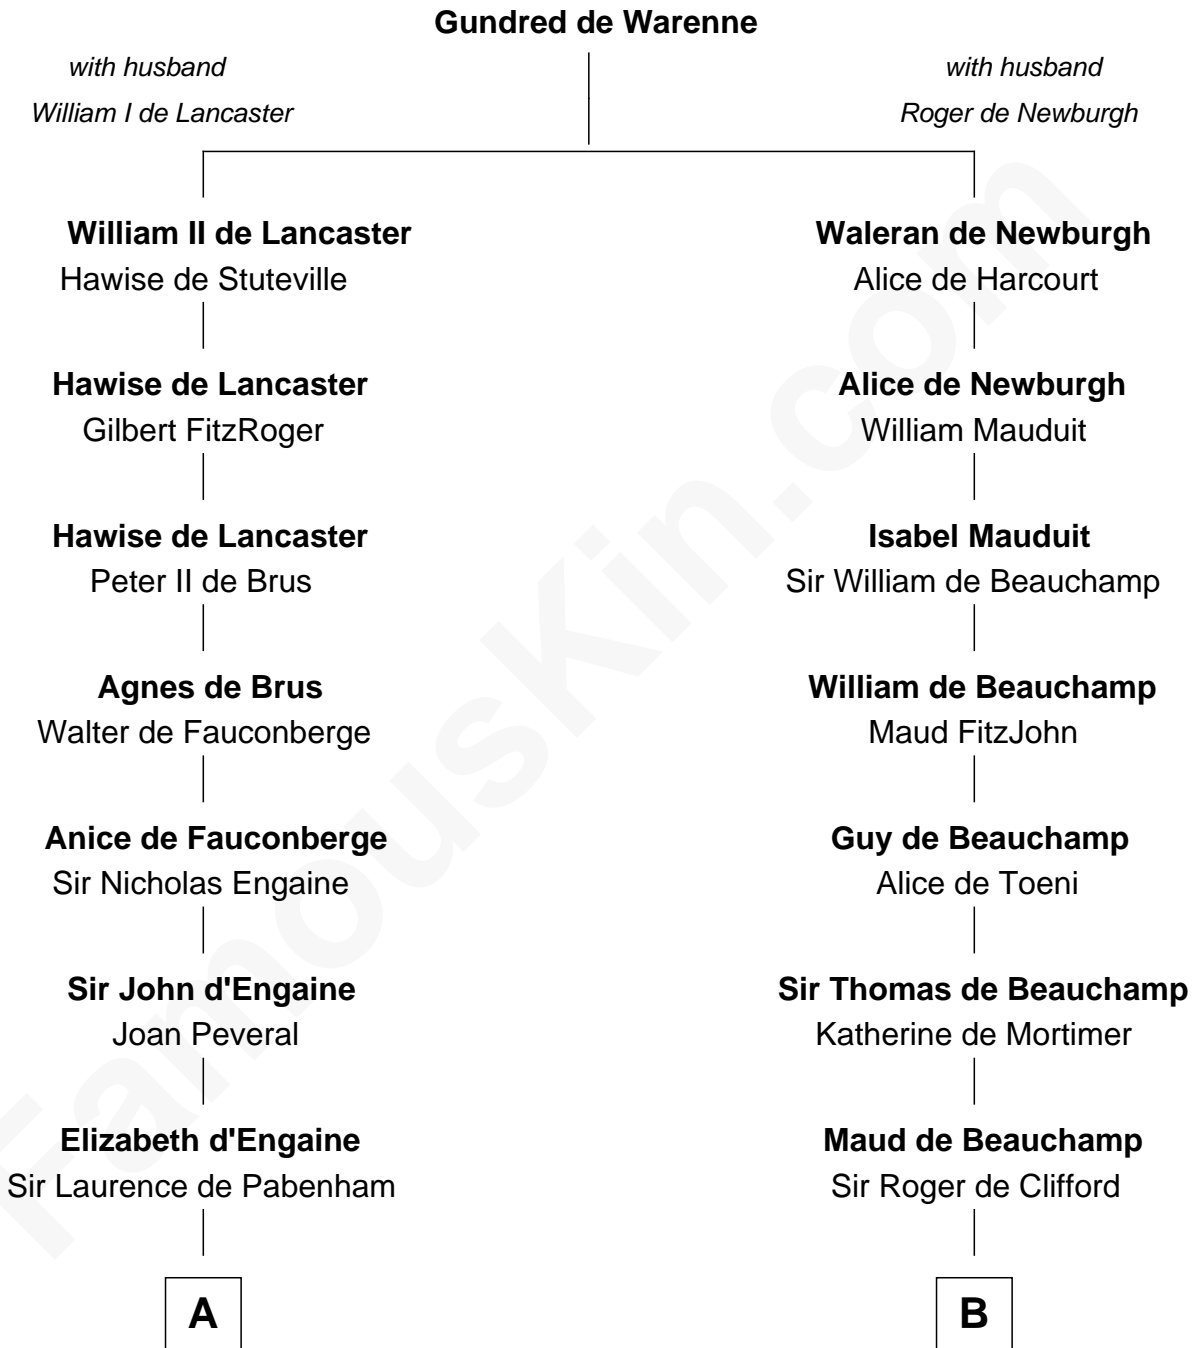 Gundred de Warenne
with husband
William I de Lancaster
with husband
Roger de Newburgh
William II de Lancaster
Hawise de Stuteville
Waleran de Newburgh
Alice de Harcourt
Hawise de Lancaster
Gilbert FitzRoger
Alice de Newburgh
William Mauduit
Hawise de Lancaster
Peter II de Brus
Isabel Mauduit
Sir William de Beauchamp
Agnes de Brus
Walter de Fauconberge
William de Beauchamp
Maud FitzJohn
Anice de Fauconberge
Sir Nicholas Engaine
Guy de Beauchamp
Alice de Toeni
Sir John d'Engaine
Joan Peveral
Sir Thomas de Beauchamp
Katherine de Mortimer
Elizabeth d'Engaine
Sir Laurence de Pabenham
Maud de Beauchamp
Sir Roger de Clifford
A
B
FamousKin.com